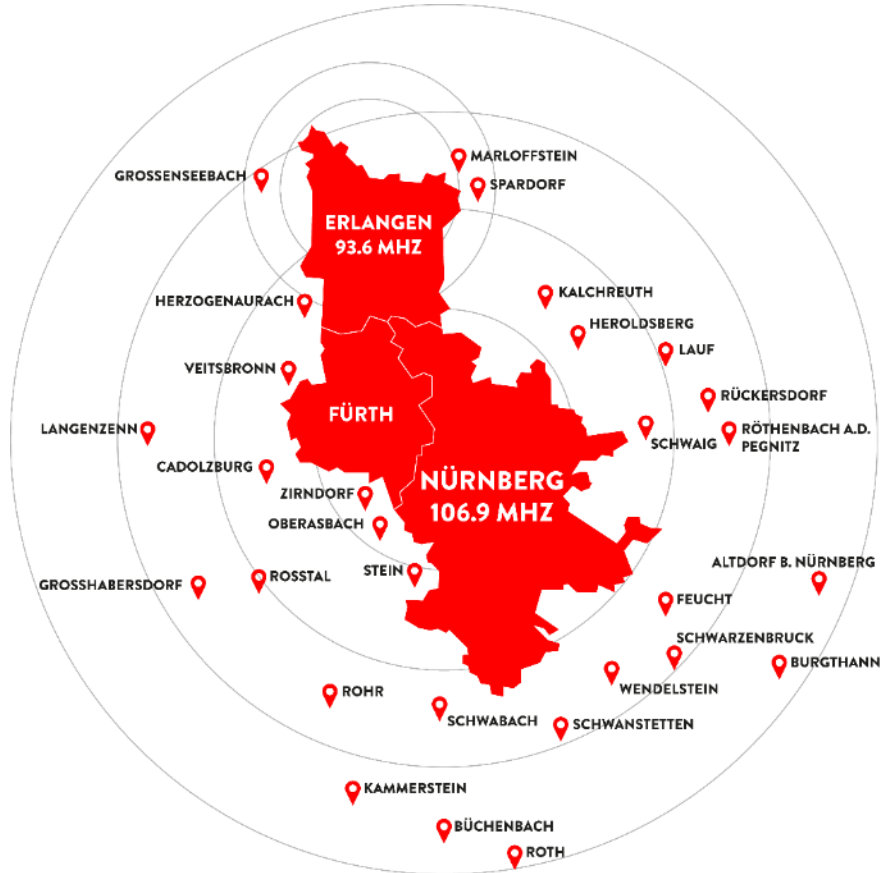 MARLOFFSTEIN
GROSSENSEEBACH
SPARDORF
ERLANGEN
93.6 MHZ
KALCHREUTH
HERZOGENAURACH
HEROLDSBERG
LAUF
VEITSBRONN
RÜCKERSDORF
FÜRTH
LANGENZENN
RÖTHENBACH A.D.
PEGNITZ
SCHWAIG
CADOLZBURG
NÜRNBERG
106.9 MHZ
ZIRNDORF
OBERASBACH
ALTDORF B. NÜRNBERG
STEIN
ROSSTAL
GROSSHABERSDORF
FEUCHT
SCHWARZENBRUCK
BURGTHANN
WENDELSTEIN
ROHR
SCHWABACH
SCHWANSTETTEN
KAMMERSTEIN
BÜCHENBACH
ROTH